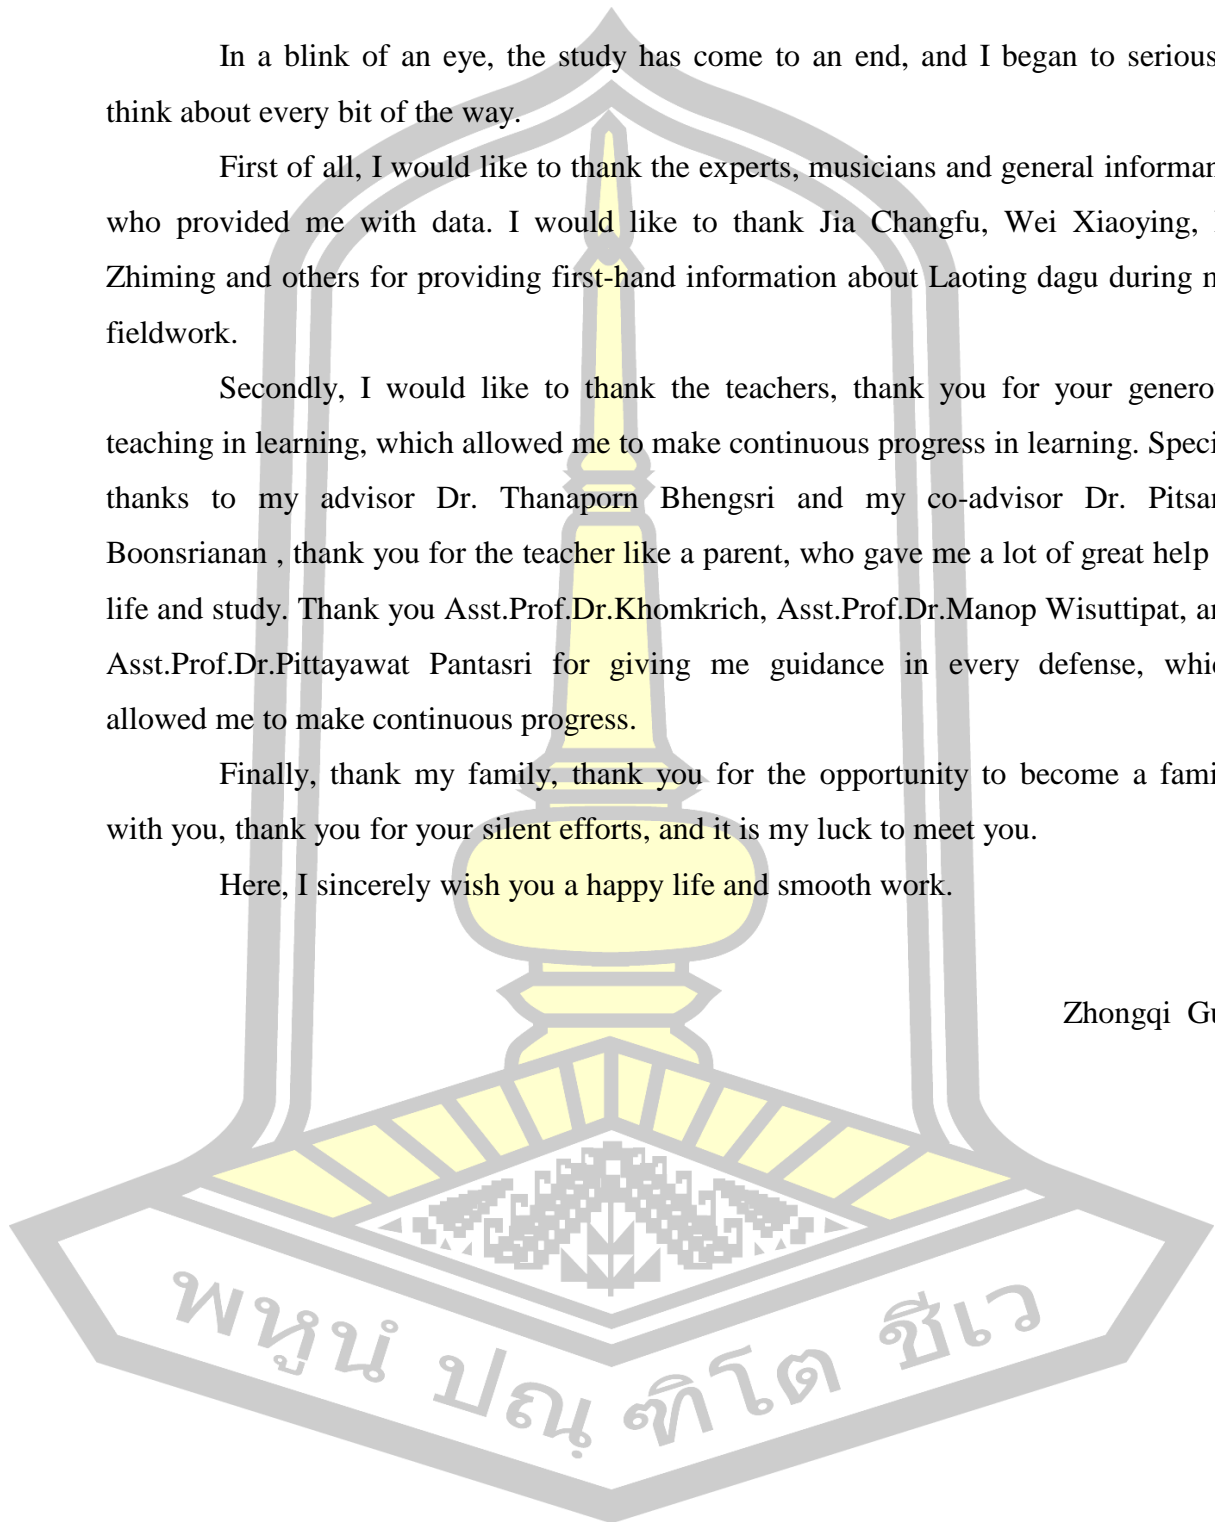 In a blink of an eye, the study has come to an end, and I began to serious
think about every bit of the way.
First of all, I would like to thank the experts, musicians and general informan
who provided me with data. I would like to thank Jia Changfu, Wei Xiaoying,
Zhiming and others for providing first-hand information about Laoting dagu during
fieldwork.
Secondly, I would like to thank the teachers, thank you for your genero
teaching in learning, which allowed me to make continuous progress in learning. Speci
thanks to my advisor Dr. Thanaporn Bhengsri and my co-advisor Dr. Pitsa
Boonsrianan , thank you for the teacher like a parent, who gave me a lot of great help
life and study. Thank you Asst.Prof.Dr.Khomkrich, Asst.Prof.Dr.Manop Wisuttipat, a
Asst.Prof.Dr.Pittayawat Pantasri for giving me guidance in every defense, whic
allowed me to make continuous progress.
Finally, thank my family, thank you for the opportunity to become a fami
with you, thank you for your silent efforts, and it is my luck to meet you.
Here, I sincerely wish you a happy life and smooth work.
Zhongqi Gu
พหูนํ ปณฺฑิโต ชีเว